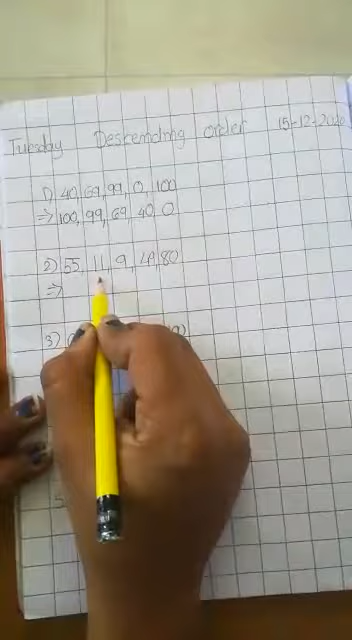 Tuesday Descending order 15-12-2020
1) 40, 69, 99, 0, 100
⇒ 100, 99, 69, 40, 0
2) 55, 11, 9, 49, 80
⇒
3)